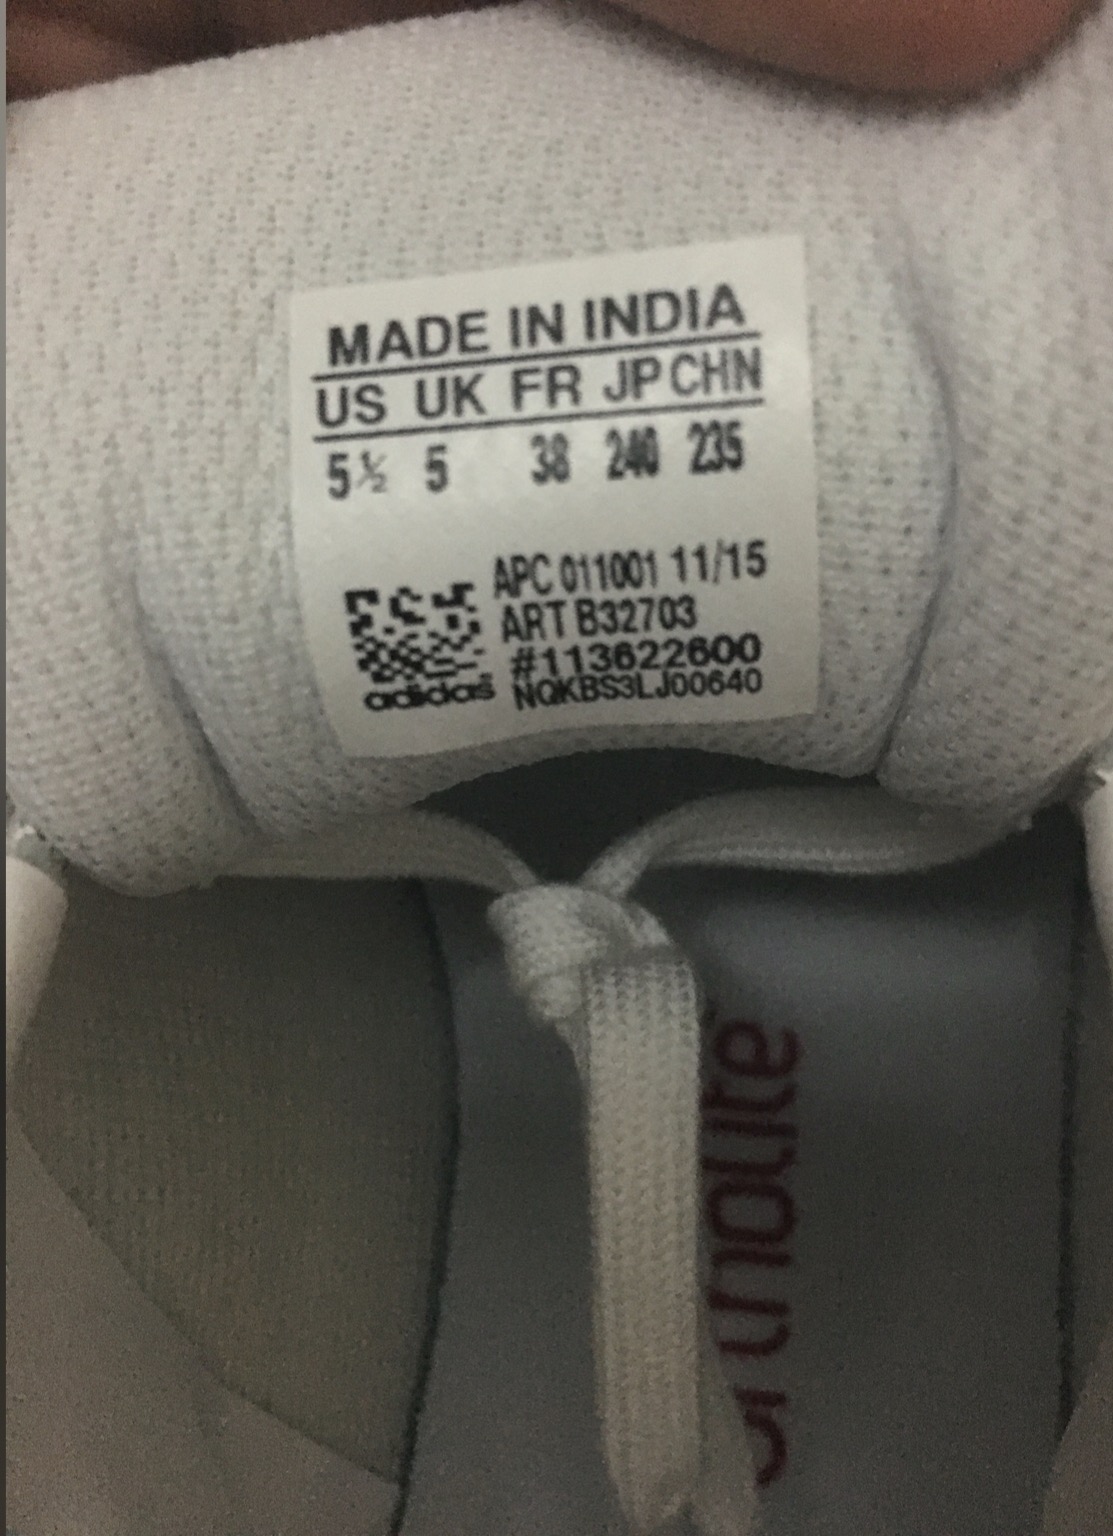 MADE IN INDIA
US UK FR JP CHN
5½ 5 38 240 235
APC 011001 11/15
ART B32703
#113622600
adidas NQKBS3LJ00640